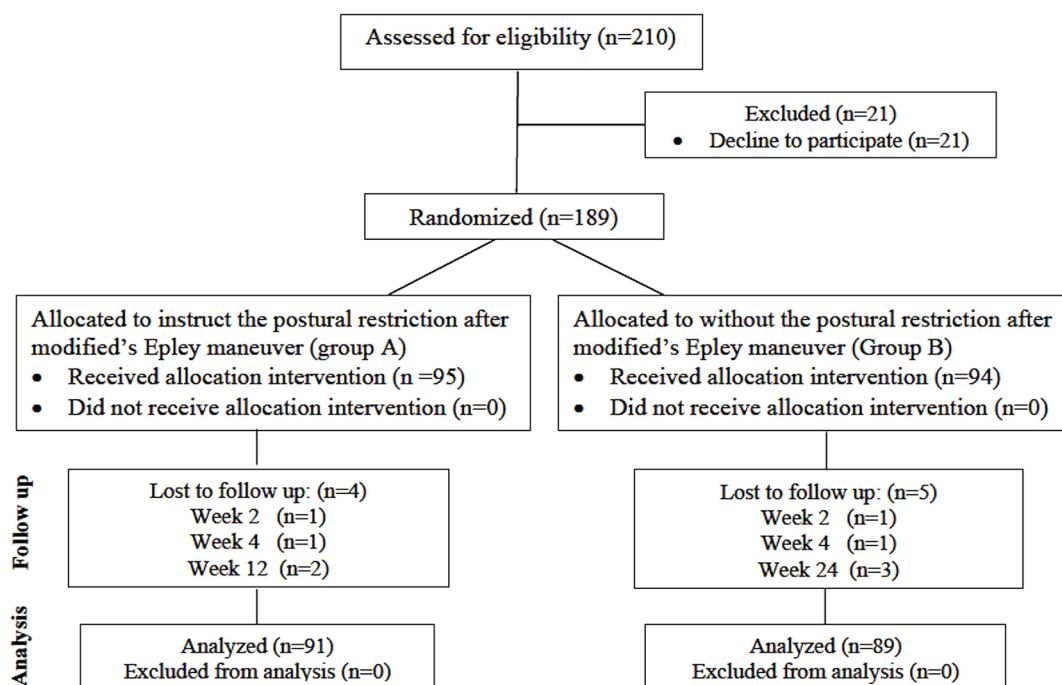 Assessed for eligibility (n=210)
Excluded (n=21)
• Decline to participate (n=21)
Randomized (n=189)
Allocated to instruct the postural restriction after
modified's Epley maneuver (group A)
• Received allocation intervention (n =95)
• Did not receive allocation intervention (n=0)
Allocated to without the postural restriction after
modified's Epley maneuver (Group B)
• Received allocation intervention (n=94)
• Did not receive allocation intervention (n=0)
Follow up
Lost to follow up: (n=4)
Week 2 (n=1)
Week 4 (n=1)
Week 12 (n=2)
Lost to follow up: (n=5)
Week 2 (n=1)
Week 4 (n=1)
Week 24 (n=3)
Analysis
Analyzed (n=91)
Excluded from analysis (n=0)
Analyzed (n=89)
Excluded from analysis (n=0)